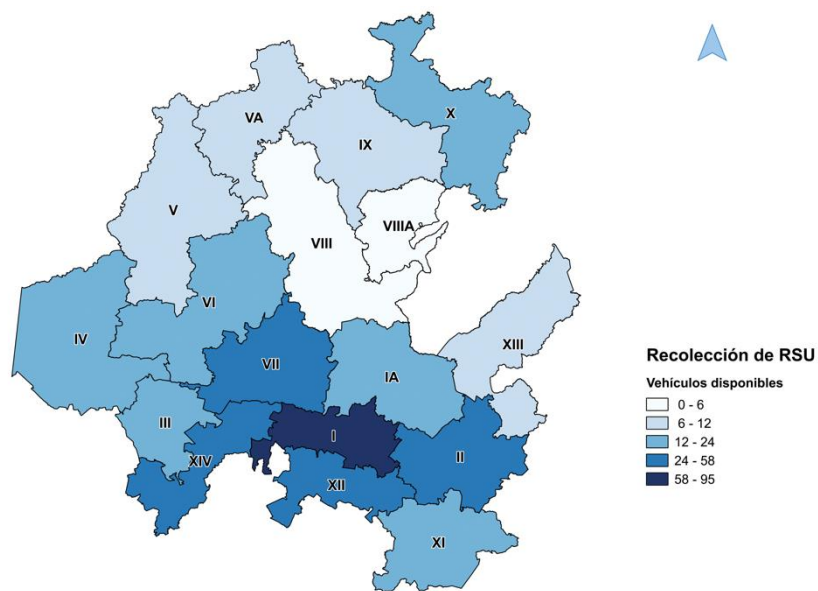 X
VA
IX
V
VIIIA
VIII
VI
IV
XIII
VII
IA
III
I
XIV
II
XII
XI
Recolección de RSU
Vehículos disponibles
0 - 6
6 - 12
12 - 24
24 - 58
58 - 95